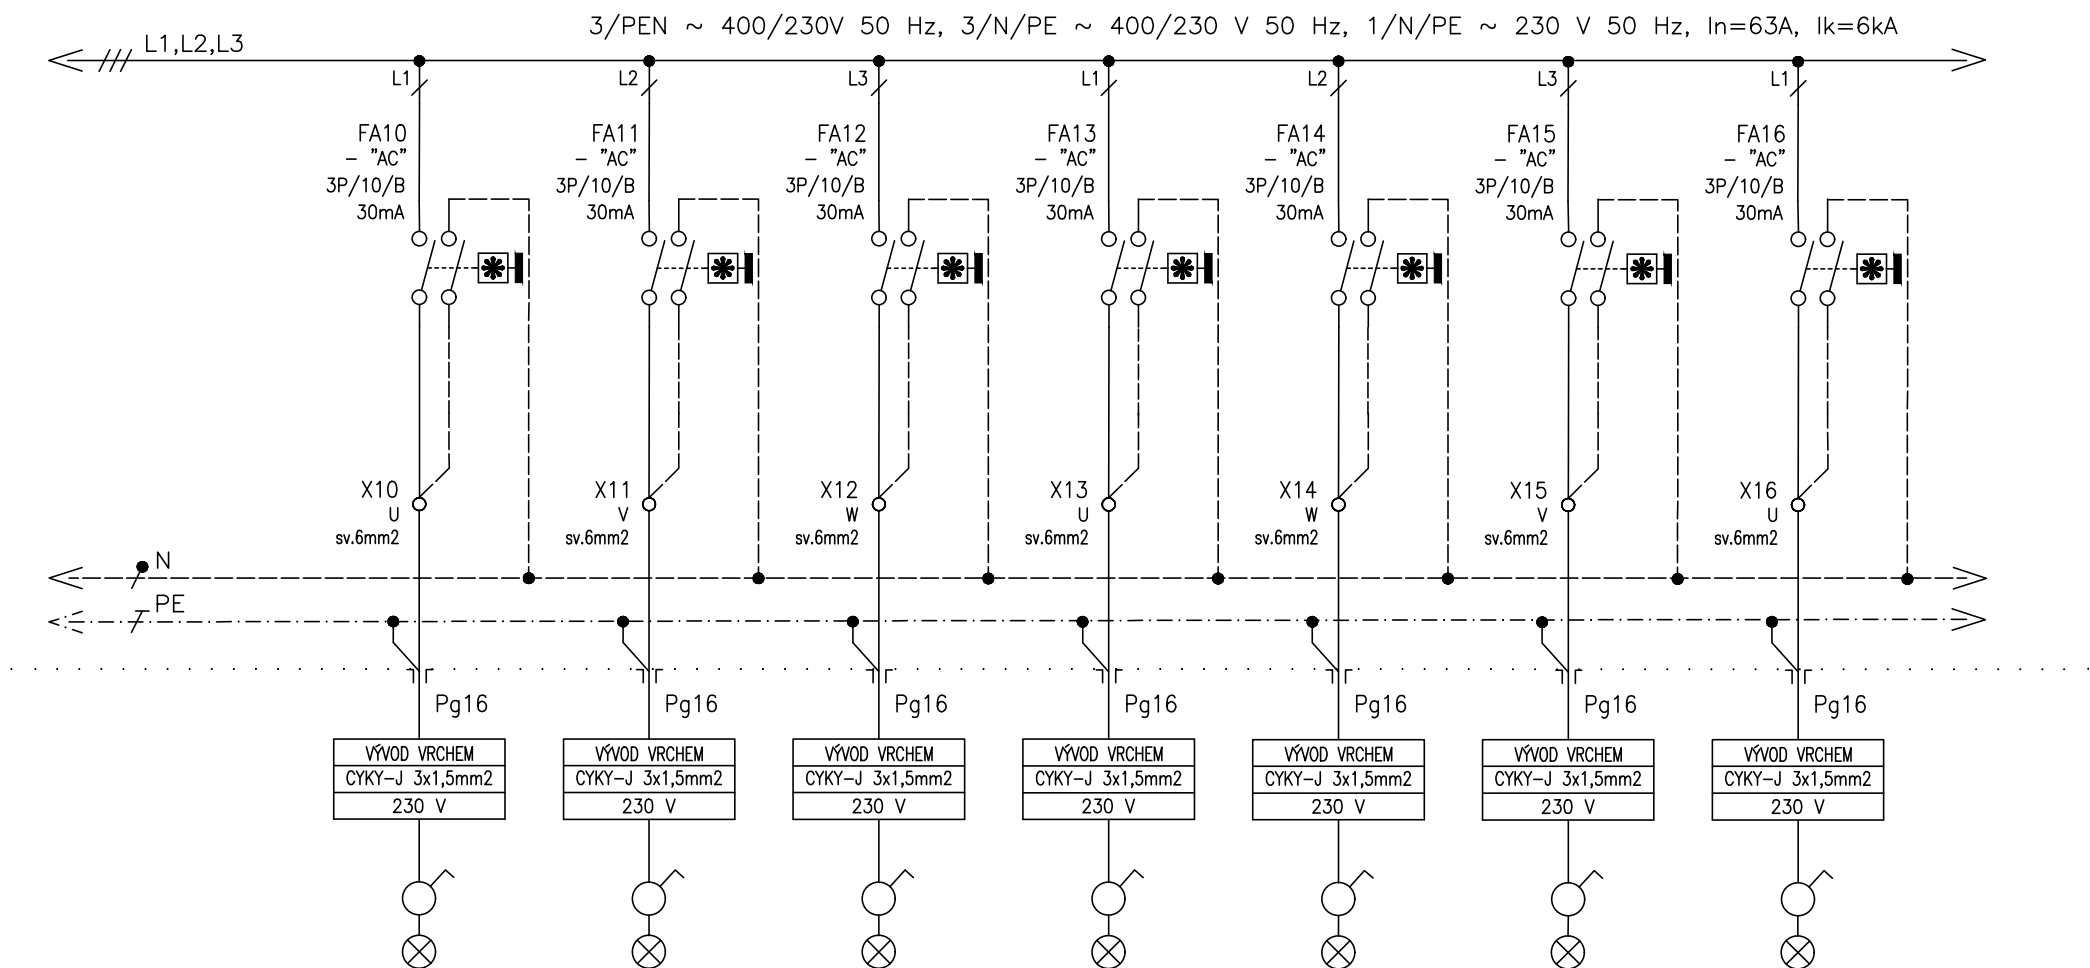 3/PEN ~ 400/230V 50 Hz, 3/N/PE ~ 400/230 V 50 Hz, 1/N/PE ~ 230 V 50 Hz, In=63A, Ik=6kA
L1,L2,L3
L1
FA10
- "AC"
3P/10/B
30mA
L2
FA11
- "AC"
3P/10/B
30mA
L3
FA12
- "AC"
3P/10/B
30mA
L1
FA13
- "AC"
3P/10/B
30mA
L2
FA14
- "AC"
3P/10/B
30mA
L3
FA15
- "AC"
3P/10/B
30mA
L1
FA16
- "AC"
3P/10/B
30mA
X10
U
sv.6mm2
X11
V
sv.6mm2
X12
W
sv.6mm2
X13
U
sv.6mm2
X14
W
sv.6mm2
X15
V
sv.6mm2
X16
U
sv.6mm2
N
PE
Pg16
VÝVOD VRCHEM
CYKY-J 3x1,5mm2
230 V
Pg16
VÝVOD VRCHEM
CYKY-J 3x1,5mm2
230 V
Pg16
VÝVOD VRCHEM
CYKY-J 3x1,5mm2
230 V
Pg16
VÝVOD VRCHEM
CYKY-J 3x1,5mm2
230 V
Pg16
VÝVOD VRCHEM
CYKY-J 3x1,5mm2
230 V
Pg16
VÝVOD VRCHEM
CYKY-J 3x1,5mm2
230 V
Pg16
VÝVOD VRCHEM
CYKY-J 3x1,5mm2
230 V